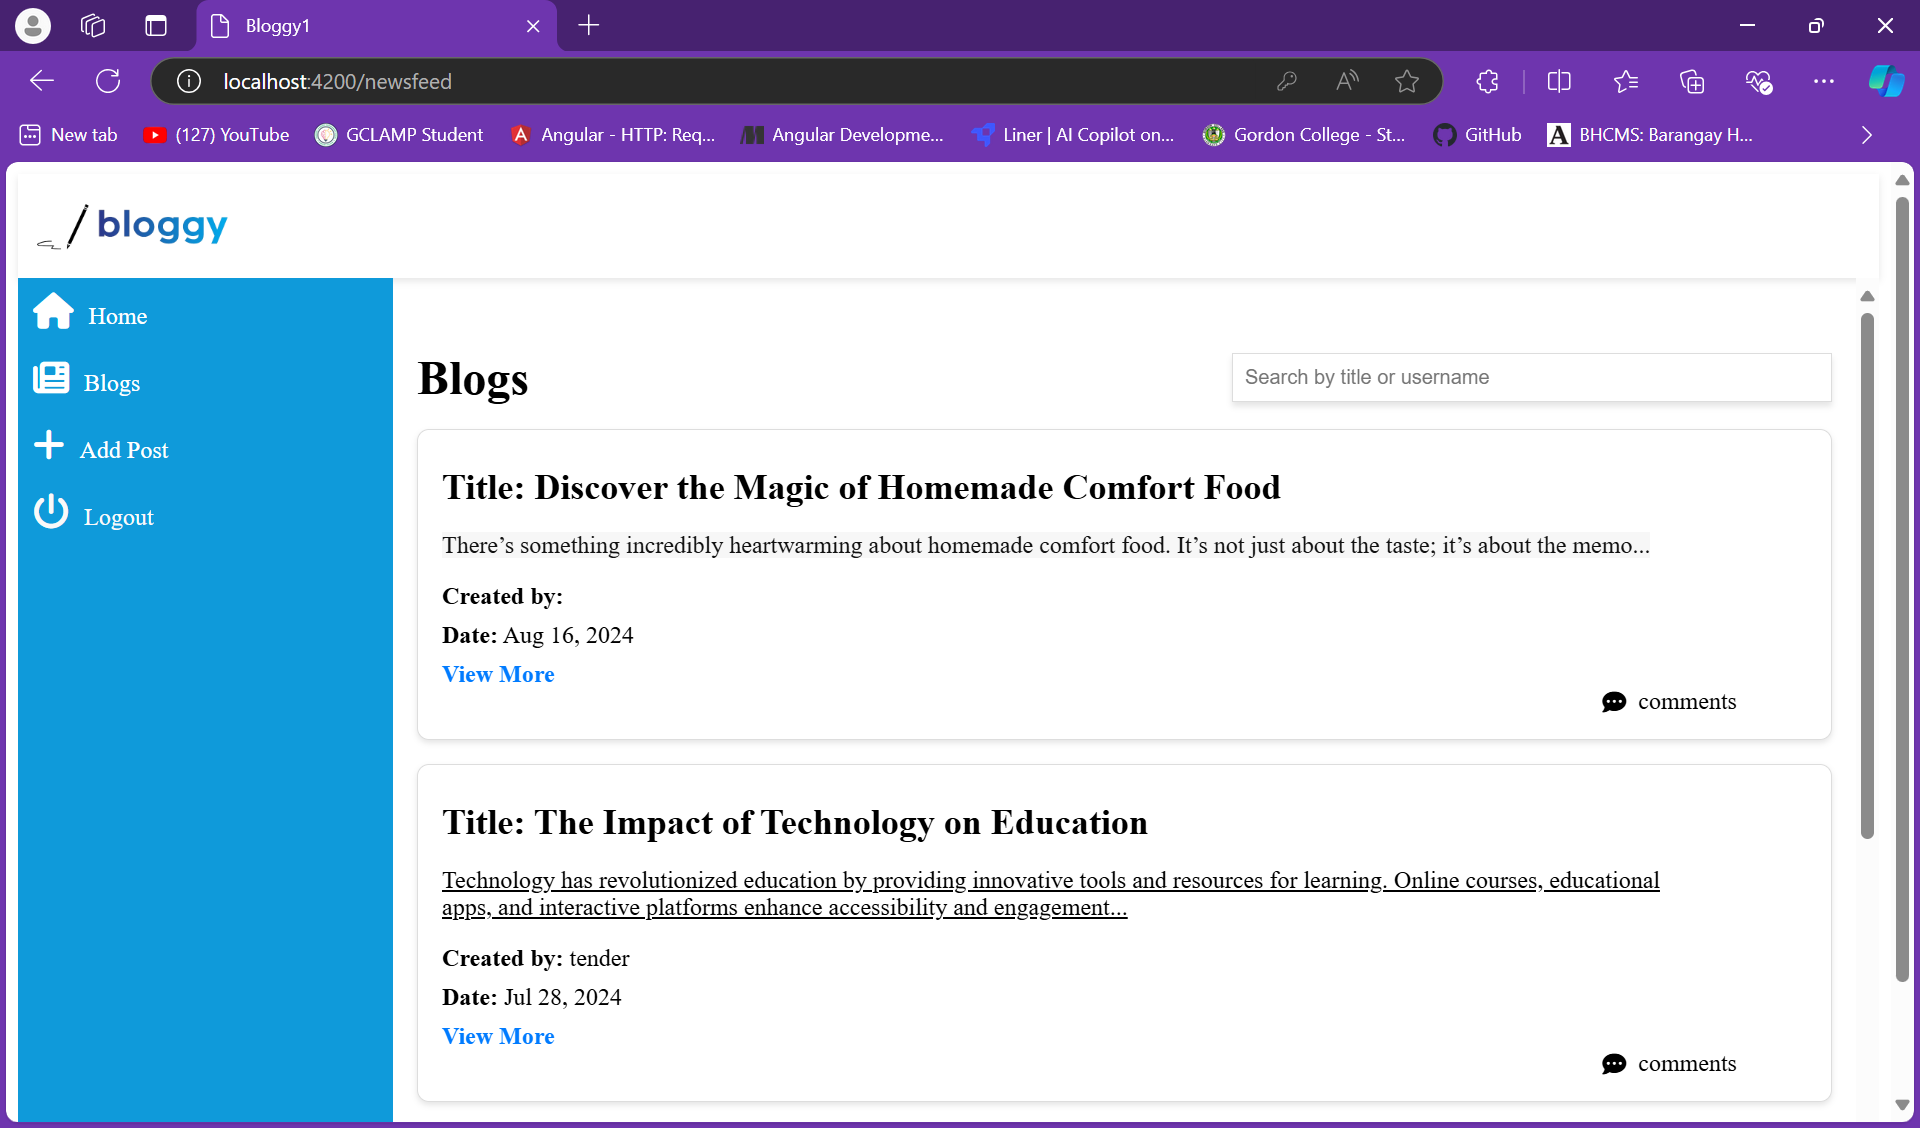 Bloggy1
localhost:4200/newsfeed
New tab
(127) YouTube
GCLAMP Student
Angular - HTTP: Req...
Angular Developme...
Liner | AI Copilot on...
Gordon College - St...
GitHub
BHCMS: Barangay H...
bloggy
Home
Blogs
Add Post
Logout
Blogs
Search by title or username
Title: Discover the Magic of Homemade Comfort Food
There’s something incredibly heartwarming about homemade comfort food. It’s not just about the taste; it’s about the memo...
Created by:
Date: Aug 16, 2024
View More
comments
Title: The Impact of Technology on Education
Technology has revolutionized education by providing innovative tools and resources for learning. Online courses, educational
apps, and interactive platforms enhance accessibility and engagement...
Created by: tender
Date: Jul 28, 2024
View More
comments